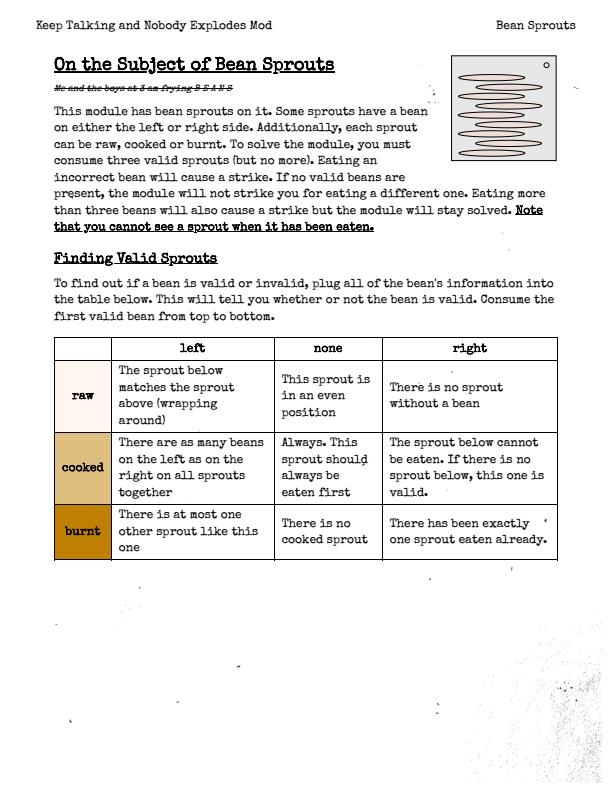 Keep Talking and Nobody Explodes Mod
Bean Sprouts
On the Subject of Bean Sprouts
Me and the boys at 3 am frying B E A N S
This module has bean sprouts on it. Some sprouts have a bean
on either the left or right side. Additionally, each sprout
can be raw, cooked or burnt. To solve the module, you must
consume three valid sprouts (but no more). Eating an
incorrect bean will cause a strike. If no valid beans are
present, the module will not strike you for eating a different one. Eating more
than three beans will also cause a strike but the module will stay solved. Note
that you cannot see a sprout when it has been eaten.
Finding Valid Sprouts
To find out if a bean is valid or invalid, plug all of the bean's information into
the table below. This will tell you whether or not the bean is valid. Consume the
first valid bean from top to bottom.
left
none
right
raw
The sprout below
matches the sprout
above (wrapping
around)
This sprout is
in an even
position
There is no sprout
without a bean
cooked
There are as many beans
on the left as on the
right on all sprouts
together
Always. This
sprout should
always be
eaten first
The sprout below cannot
be eaten. If there is no
sprout below, this one is
valid.
burnt
There is at most one
other sprout like this
one
There is no
cooked sprout
There has been exactly
one sprout eaten already.